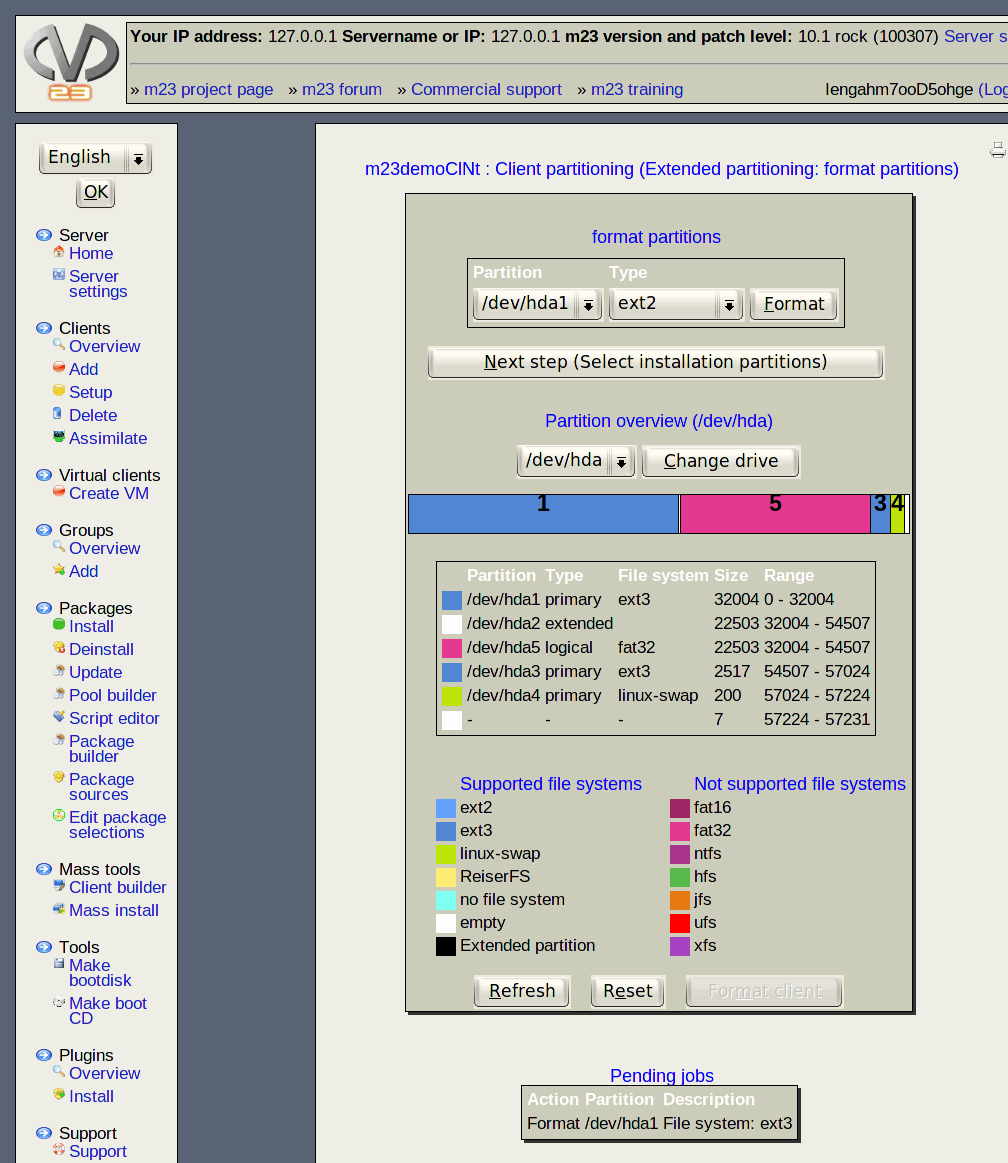 Your IP address: 127.0.0.1 Servername or IP: 127.0.0.1 m23 version and patch level: 10.1 rock (100307) Server s
» m23 project page » m23 forum » Commercial support » m23 training Iengahm7ooD5ohge (Log
23
English
OK
Server
Home
Server
settings
Clients
Overview
Add
Setup
Delete
Assimilate
Virtual clients
Create VM
Groups
Overview
Add
Packages
Install
Deinstall
Update
Pool builder
Script editor
Package
builder
Package
sources
Edit package
selections
Mass tools
Client builder
Mass install
Tools
Make
bootdisk
Make boot
CD
Plugins
Overview
Install
Support
Support
m23demoClNt : Client partitioning (Extended partitioning: format partitions)
format partitions
Partition Type
/dev/hda1 ext2 Format
Next step (Select installation partitions)
Partition overview (/dev/hda)
/dev/hda Change drive
1 5 3 4
Partition Type File system Size Range
/dev/hda1 primary ext3 32004 0 - 32004
/dev/hda2 extended 22503 32004 - 54507
/dev/hda5 logical fat32 22503 32004 - 54507
/dev/hda3 primary ext3 2517 54507 - 57024
/dev/hda4 primary linux-swap 200 57024 - 57224
- - - 7 57224 - 57231
Supported file systems Not supported file systems
ext2 fat16
ext3 fat32
linux-swap ntfs
ReiserFS hfs
no file system jfs
empty ufs
Extended partition xfs
Refresh Reset Format client
Pending jobs
Action Partition Description
Format /dev/hda1 File system: ext3